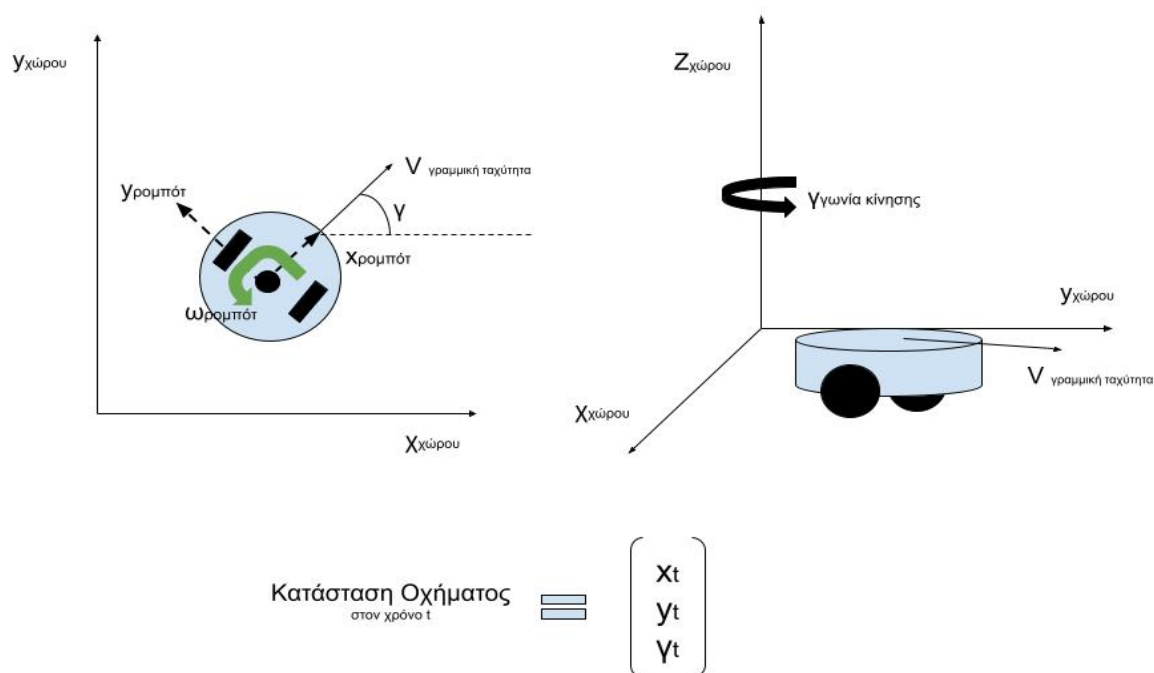 yχώρου
yρομπότ
V γραμμική ταχύτητα
γ
xρομπότ
ωρομπότ
χχώρου
Zχώρου
γγωνία κίνησης
yχώρου
V γραμμική ταχύτητα
χχώρου
Κατάσταση Οχήματος
στον χρόνο t
xt
yt
γt